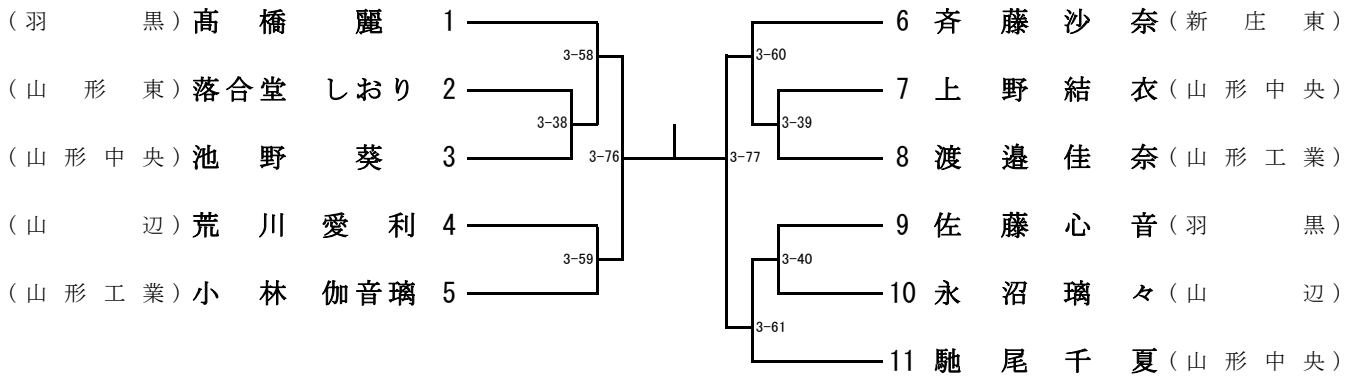 (羽黒) 髙橋麗 1
(山形東) 落合堂 しおり 2
(山形中央) 池野葵 3
(山辺) 荒川愛利 4
(山形工業) 小林伽音璃 5
3-58
3-38
3-76
3-59
6 斉藤沙奈 (新庄東)
7 上野結衣 (山形中央)
8 渡邉佳奈 (山形工業)
9 佐藤心音 (羽黒)
10 永沼璃々 (山辺)
11 馳尾千夏 (山形中央)
3-60
3-39
3-77
3-40
3-61